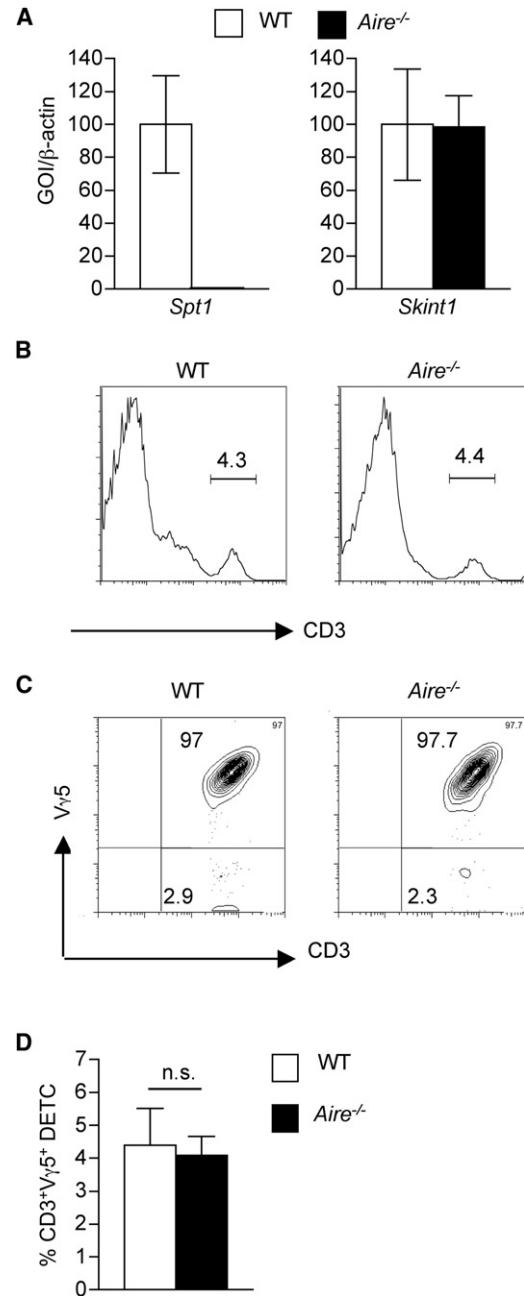 A
WT Aire-/-
GOI/β-actin
140 140
120 120
100 100
80 80
60 60
40 40
20 20
0 0
Spt1 Skint1
B
WT Aire-/-
4.3 4.4
CD3
C
WT Aire-/-
97 97 97.7 97.7
Vγ5
2.9 2.3
CD3
D
% CD3+Vγ5+ DETC
7
6
5
4
3
2
1
0
n.s.
WT
Aire-/-